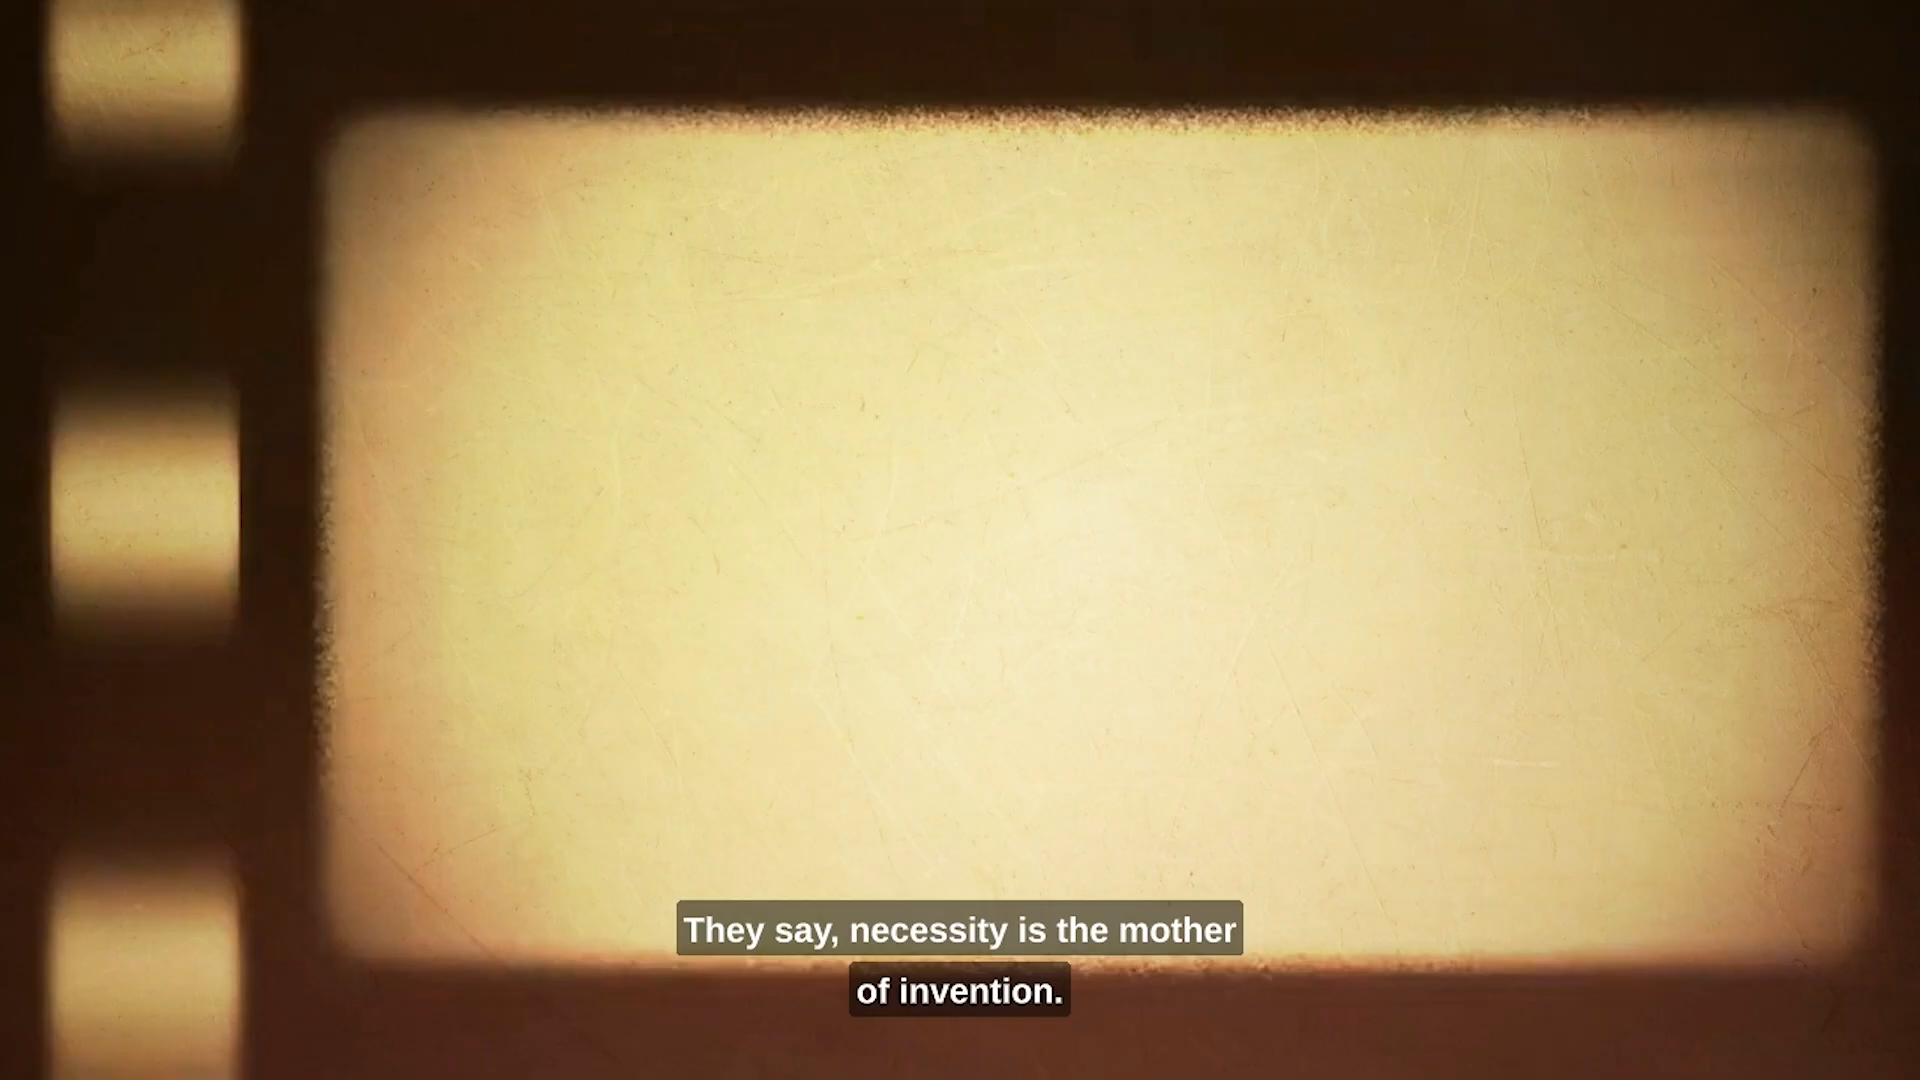 They say, necessity is the mother
of invention.